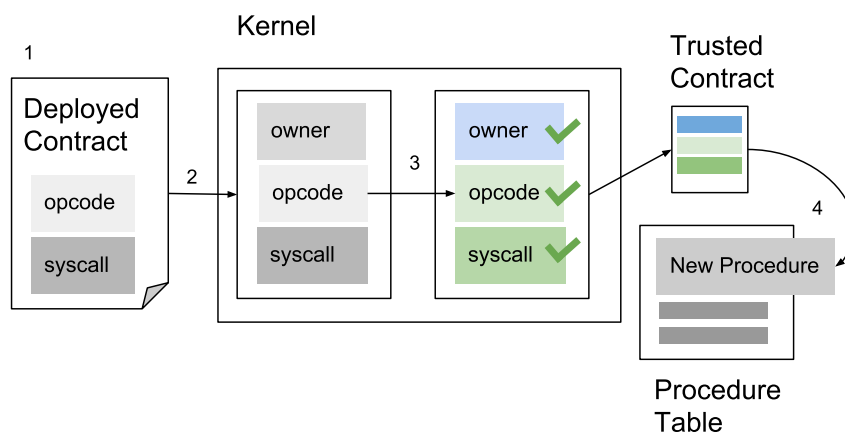 Kernel
1
Deployed
Contract
opcode
syscall
2
owner
opcode
syscall
3
owner
opcode
syscall
Trusted
Contract
4
New Procedure
Procedure
Table